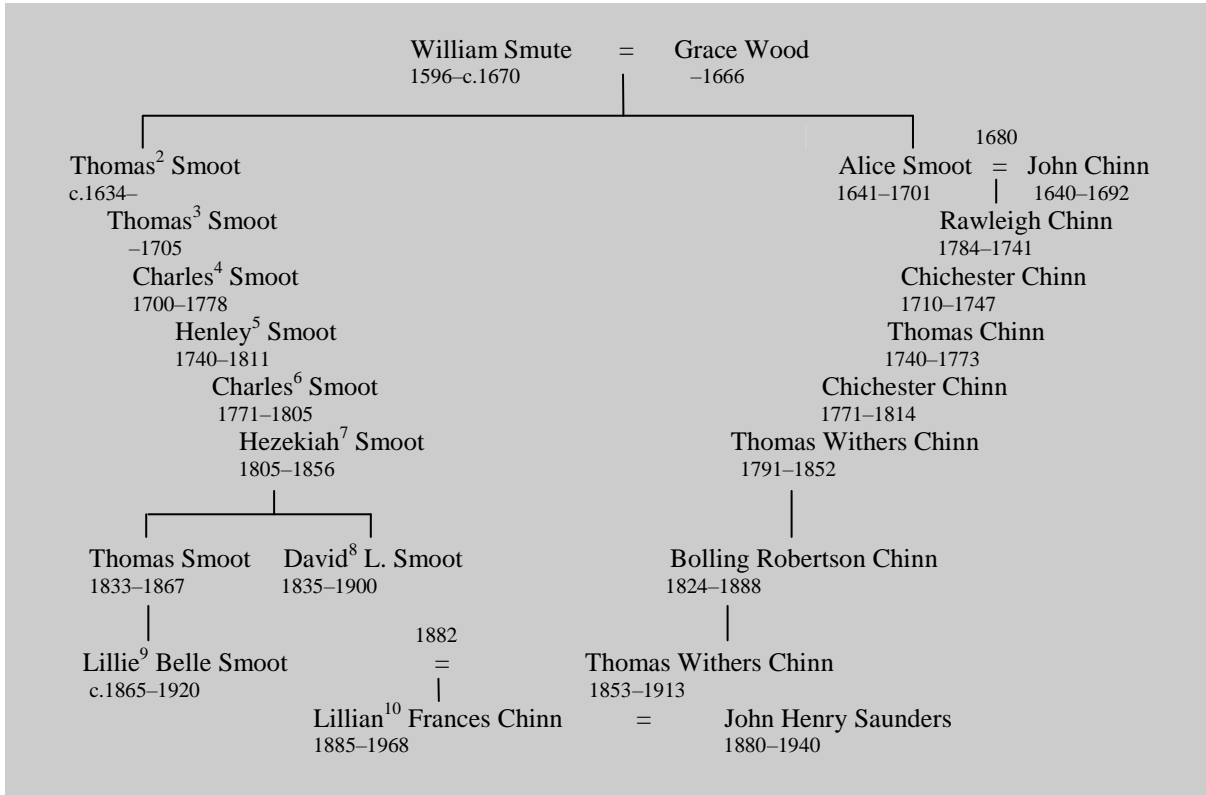 William Smute = Grace Wood
1596–c.1670 –1666
1680
Thomas² Smoot Alice Smoot = John Chinn
c.1634– 1641–1701 1640–1692
Thomas³ Smoot Rawleigh Chinn
–1705 1784–1741
Charles⁴ Smoot Chichester Chinn
1700–1778 1710–1747
Henley⁵ Smoot Thomas Chinn
1740–1811 1740–1773
Charles⁶ Smoot Chichester Chinn
1771–1805 1771–1814
Hezekiah⁷ Smoot Thomas Withers Chinn
1805–1856 1791–1852
Thomas Smoot David⁸ L. Smoot Bolling Robertson Chinn
1833–1867 1835–1900 1824–1888
1882
Lillie⁹ Belle Smoot = Thomas Withers Chinn
c.1865–1920 1853–1913
Lillian¹⁰ Frances Chinn = John Henry Saunders
1885–1968 1880–1940